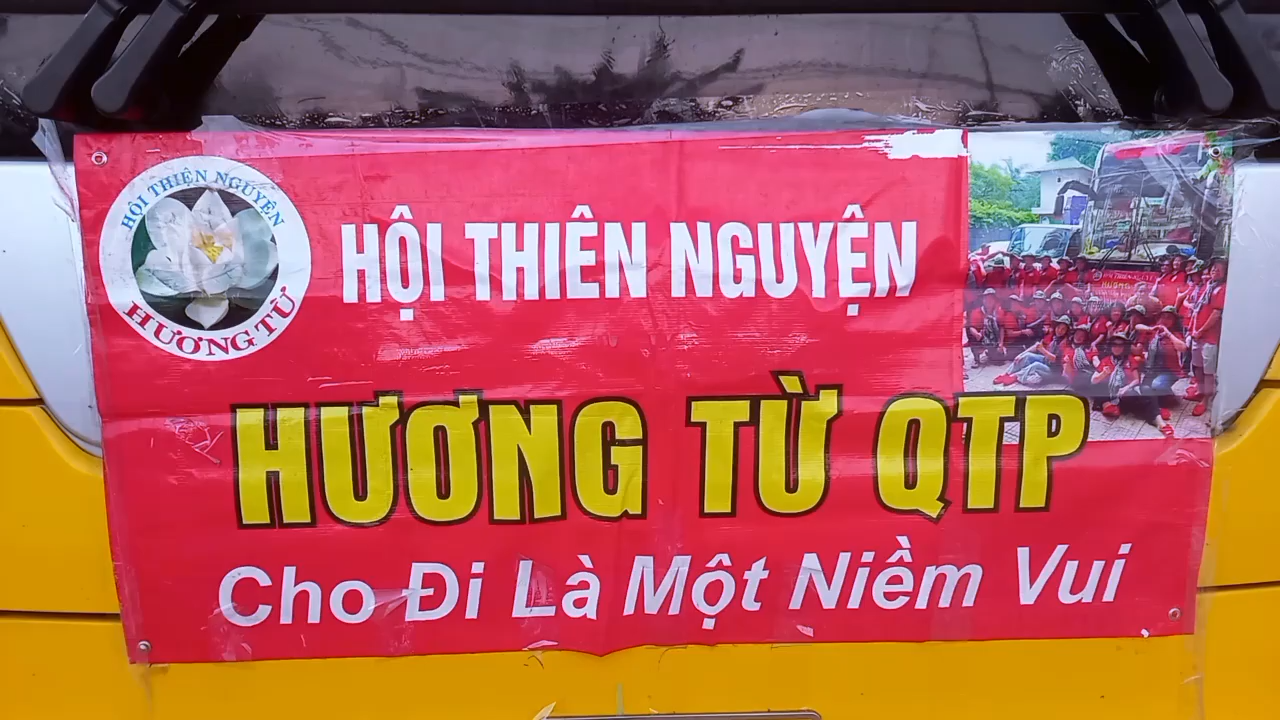 HỘI THIỆN NGUYỆN
HƯƠNG TỪ
HỘI THIÊN NGUYỆN
HƯƠNG TỪ QTP
Cho Đi Là Một Niềm Vui